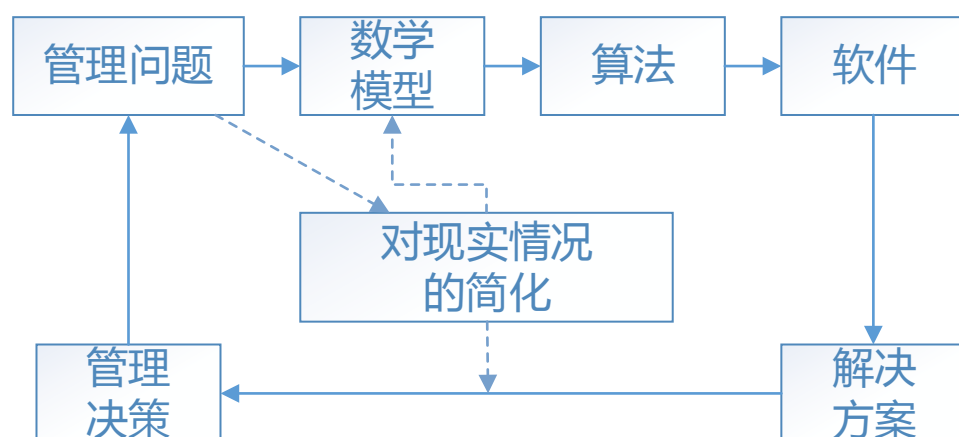 管理问题
数学
模型
算法
软件
对现实情况
的简化
管理
决策
解决
方案